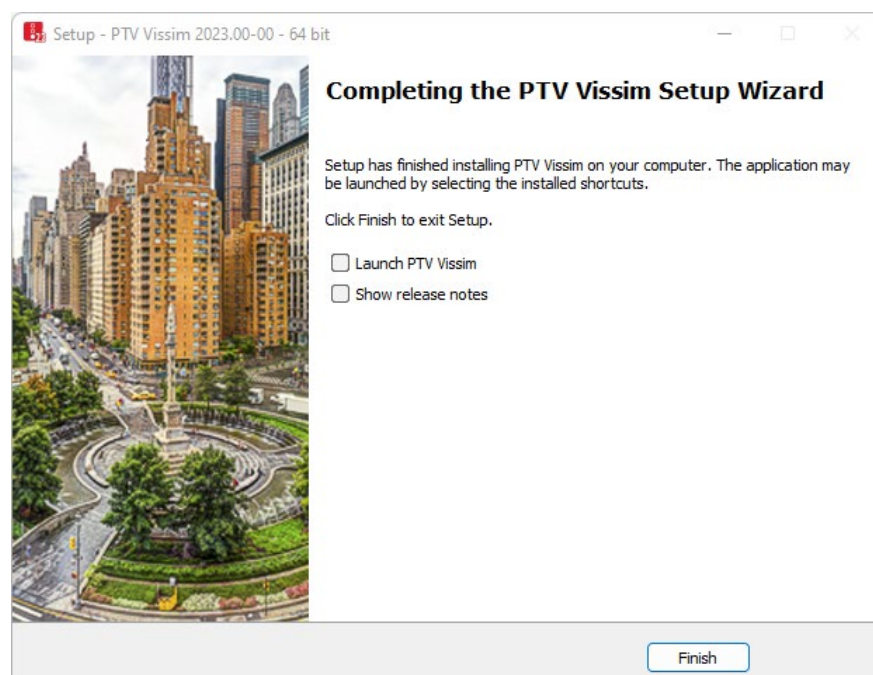 Setup - PTV Vissim 2023.00-00 - 64 bit
Completing the PTV Vissim Setup Wizard
Setup has finished installing PTV Vissim on your computer. The application may
be launched by selecting the installed shortcuts.
Click Finish to exit Setup.
Launch PTV Vissim
Show release notes
Finish